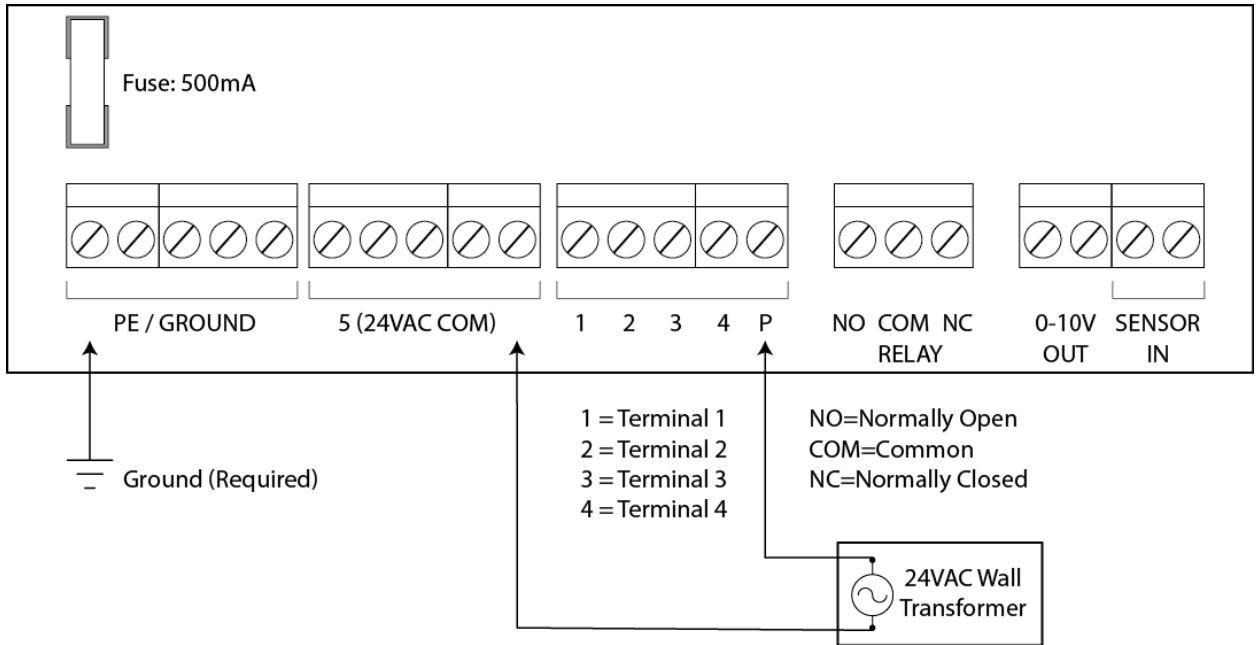 Fuse: 500mA
PE / GROUND
5 (24VAC COM)
1 2 3 4 P
NO COM NC
RELAY
0-10V
OUT
SENSOR
IN
Ground (Required)
1 = Terminal 1
2 = Terminal 2
3 = Terminal 3
4 = Terminal 4
NO=Normally Open
COM=Common
NC=Normally Closed
24VAC Wall
Transformer